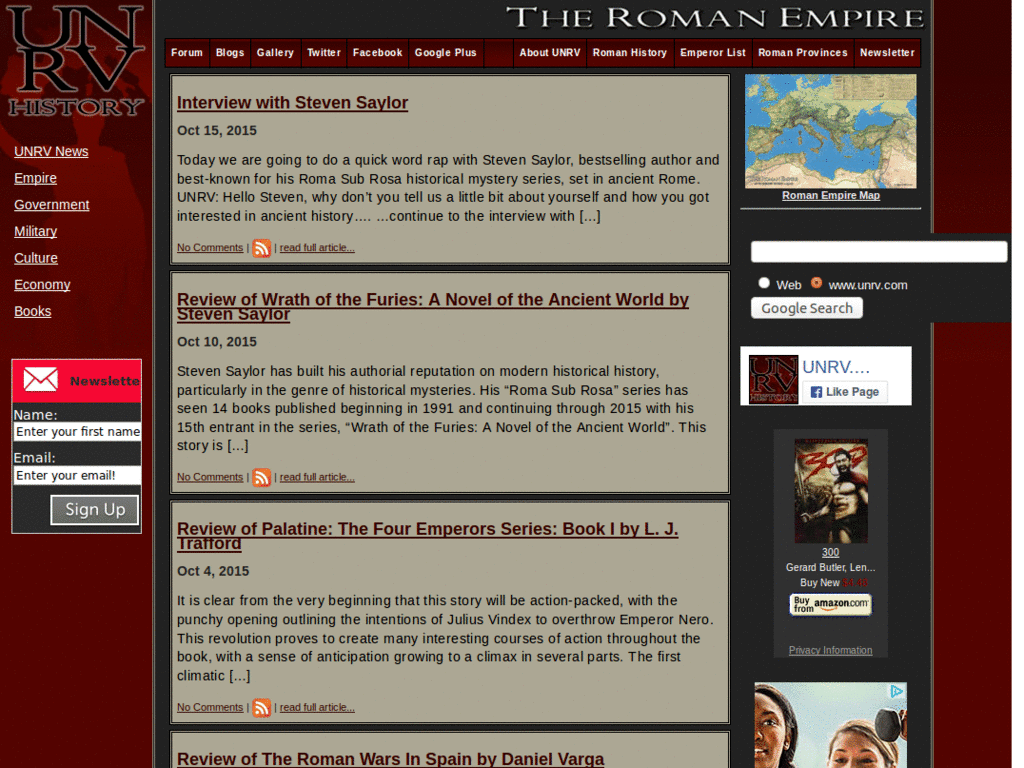 UN
RV
HISTORY
THE ROMAN EMPIRE
Forum Blogs Gallery Twitter Facebook Google Plus About UNRV Roman History Emperor List Roman Provinces Newsletter
UNRV News
Empire
Government
Military
Culture
Economy
Books
Newslette
Name:
Enter your first name
Email:
Enter your email!
Sign Up
Interview with Steven Saylor
Oct 15, 2015
Today we are going to do a quick word rap with Steven Saylor, bestselling author and
best-known for his Roma Sub Rosa historical mystery series, set in ancient Rome.
UNRV: Hello Steven, why don't you tell us a little bit about yourself and how you got
interested in ancient history…. …continue to the interview with […]
No Comments | | read full article...
Review of Wrath of the Furies: A Novel of the Ancient World by
Steven Saylor
Oct 10, 2015
Steven Saylor has built his authorial reputation on modern historical history,
particularly in the genre of historical mysteries. His “Roma Sub Rosa” series has
seen 14 books published beginning in 1991 and continuing through 2015 with his
15th entrant in the series, “Wrath of the Furies: A Novel of the Ancient World”. This
story is […]
No Comments | | read full article...
Review of Palatine: The Four Emperors Series: Book I by L. J.
Trafford
Oct 4, 2015
It is clear from the very beginning that this story will be action-packed, with the
punchy opening outlining the intentions of Julius Vindex to overthrow Emperor Nero.
This revolution proves to create many interesting courses of action throughout the
book, with a sense of anticipation growing to a climax in several parts. The first
climatic […]
No Comments | | read full article...
Review of The Roman Wars In Spain by Daniel Varga
THE ROMAN EMPIRE
Roman Empire Map
Web www.unrv.com
Google Search
UN
RV
HISTORY
UNRV....
Like Page
300
300
Gerard Butler, Len...
Buy New
Buy
from amazon.com
Privacy Information